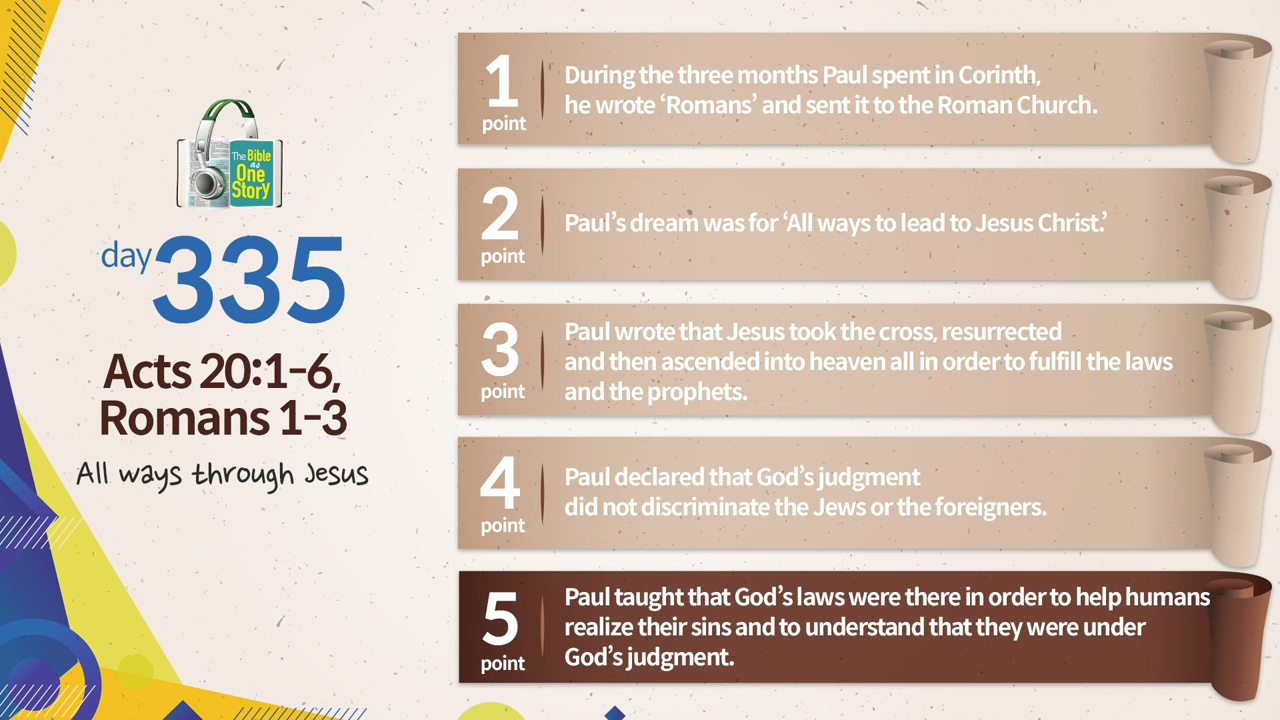 The Bible
as
One
Story
day 335
Acts 20:1-6,
Romans 1-3
All ways through Jesus
1
point
During the three months Paul spent in Corinth,
he wrote ‘Romans’ and sent it to the Roman Church.
2
point
Paul’s dream was for ‘All ways to lead to Jesus Christ.’
3
point
Paul wrote that Jesus took the cross, resurrected
and then ascended into heaven all in order to fulfill the laws
and the prophets.
4
point
Paul declared that God’s judgment
did not discriminate the Jews or the foreigners.
5
point
Paul taught that God’s laws were there in order to help humans
realize their sins and to understand that they were under
God’s judgment.